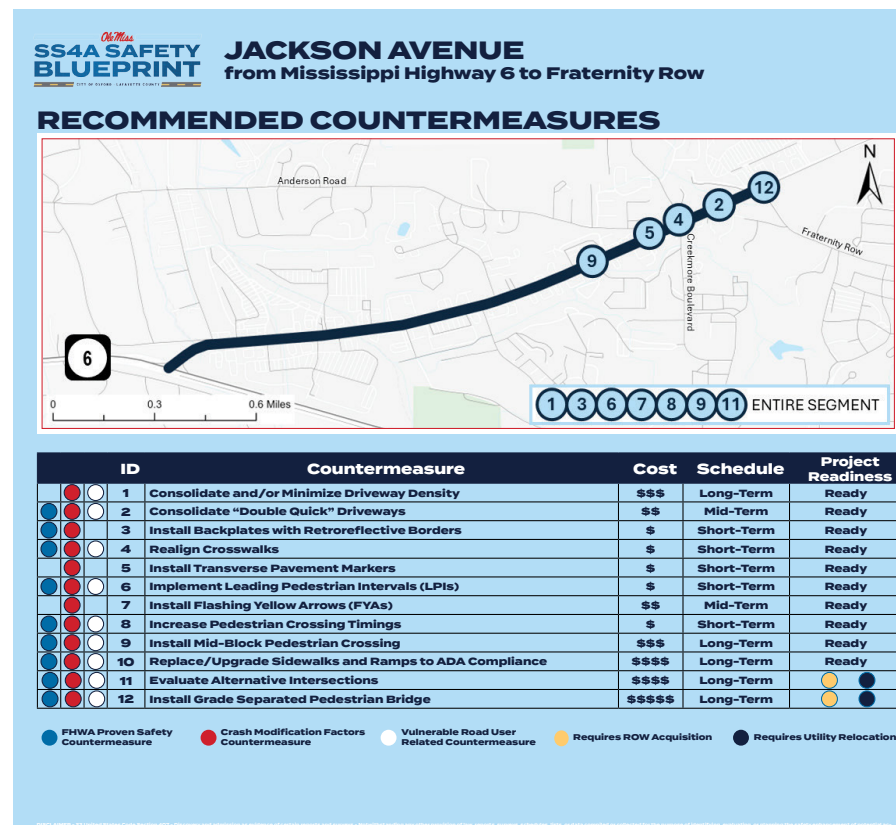 Ole Miss
SS4A SAFETY
BLUEPRINT
CITY OF OXFORD LAFAYETTE COUNTY
JACKSON AVENUE
from Mississippi Highway 6 to Fraternity Row
RECOMMENDED COUNTERMEASURES
N
Anderson Road
12
2
4
5
9
Fraternity Row
Creekmore Boulevard
6
0 0.3 0.6 Miles
1 3 6 7 8 9 11 ENTIRE SEGMENT
ID Countermeasure Cost Schedule Project Readiness
1 Consolidate and/or Minimize Driveway Density $$$ Long-Term Ready
2 Consolidate “Double Quick” Driveways $$ Mid-Term Ready
3 Install Backplates with Retroreflective Borders $ Short-Term Ready
4 Realign Crosswalks $ Short-Term Ready
5 Install Transverse Pavement Markers $ Short-Term Ready
6 Implement Leading Pedestrian Intervals (LPIs) $ Short-Term Ready
7 Install Flashing Yellow Arrows (FYAs) $$ Mid-Term Ready
8 Increase Pedestrian Crossing Timings $ Short-Term Ready
9 Install Mid-Block Pedestrian Crossing $$$ Long-Term Ready
10 Replace/Upgrade Sidewalks and Ramps to ADA Compliance $$$$ Long-Term Ready
11 Evaluate Alternative Intersections $$$$ Long-Term
12 Install Grade Separated Pedestrian Bridge $$$$$ Long-Term
FHWA Proven Safety
Countermeasure
Crash Modification Factors
Countermeasure
Vulnerable Road User
Related Countermeasure
Requires ROW Acquisition
Requires Utility Relocation